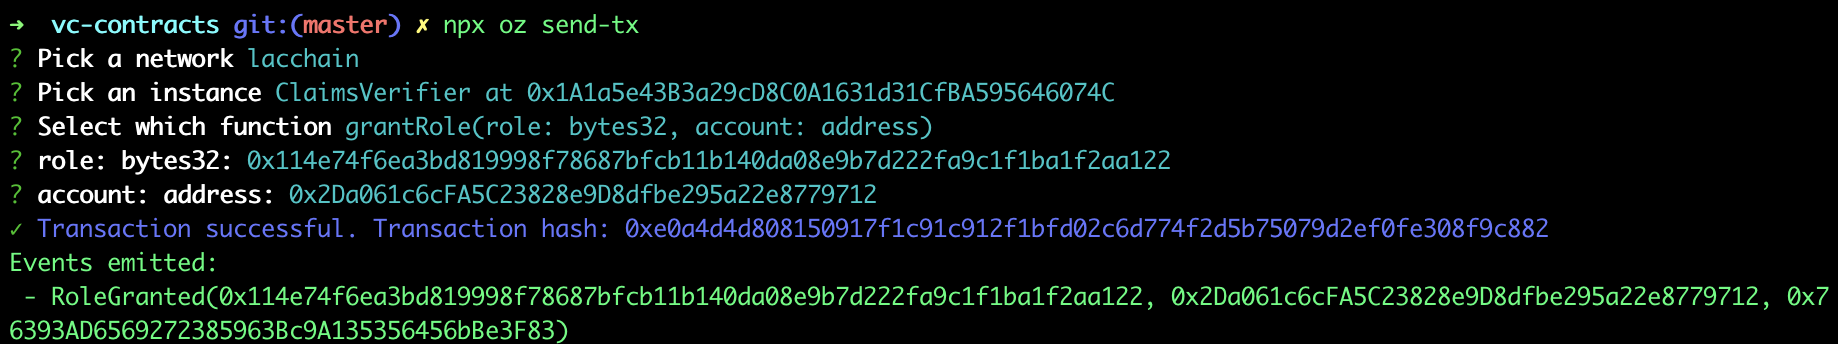 ➜  vc-contracts git:(master) ✗ npx oz send-tx
? Pick a network lacchain
? Pick an instance ClaimsVerifier at 0x1A1a5e43B3a29cD8C0A1631d31CfBA595646074C
? Select which function grantRole(role: bytes32, account: address)
? role: bytes32: 0x114e74f6ea3bd819998f78687bfcb11b140da08e9b7d222fa9c1f1ba1f2aa122
? account: address: 0x2Da061c6cFA5C23828e9D8dfbe295a22e8779712
✓ Transaction successful. Transaction hash: 0xe0a4d4d808150917f1c91c912f1bfd02c6d774f2d5b75079d2ef0fe308f9c882
Events emitted:
 - RoleGranted(0x114e74f6ea3bd819998f78687bfcb11b140da08e9b7d222fa9c1f1ba1f2aa122, 0x2Da061c6cFA5C23828e9D8dfbe295a22e8779712, 0x7
6393AD6569272385963Bc9A135356456bBe3F83)